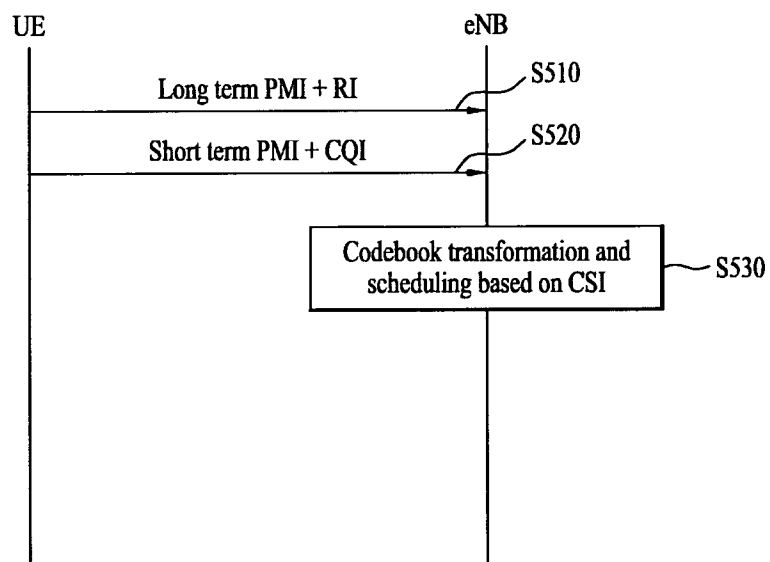 UE
eNB
Long term PMI + RI
S510
Short term PMI + CQI
S520
Codebook transformation and
scheduling based on CSI
S530